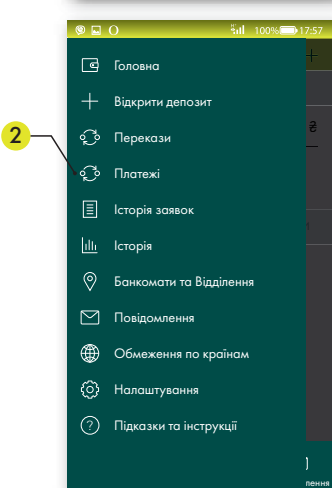 100% 17:57
Головна
Відкрити депозит
₴
Перекази
2
Платежі
Історія заявок
Історія
Банкомати та Відділення
Повідомлення
Обмеження по країнам
Налаштування
? Підказки та інструкції